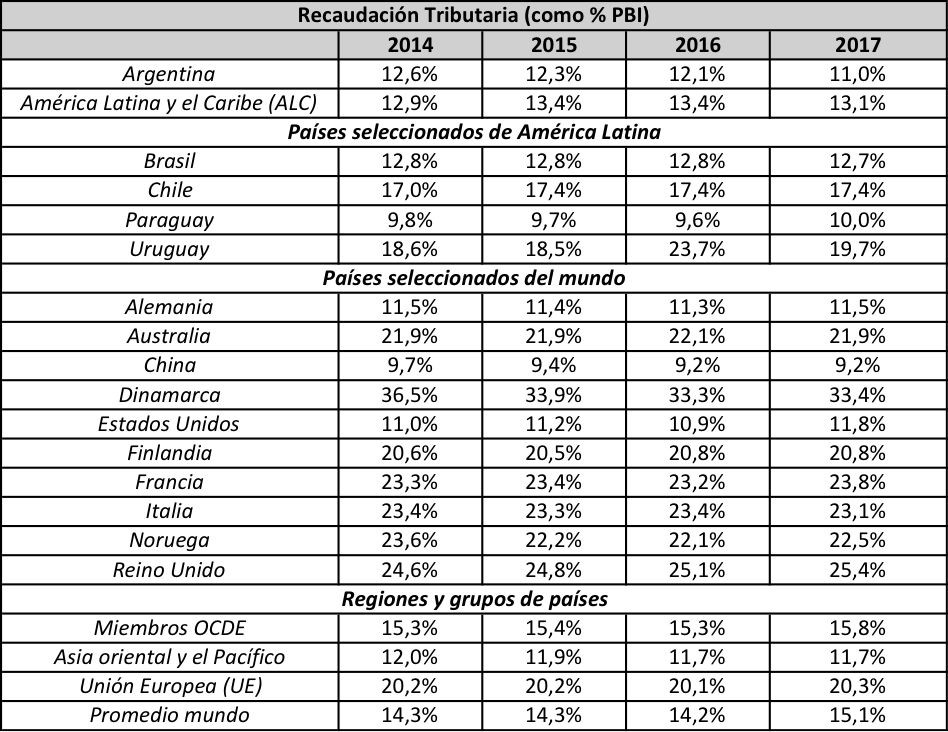 Recaudación Tributaria (como % PBI)
2014 2015 2016 2017
Argentina 12,6% 12,3% 12,1% 11,0%
América Latina y el Caribe (ALC) 12,9% 13,4% 13,4% 13,1%
Países seleccionados de América Latina
Brasil 12,8% 12,8% 12,8% 12,7%
Chile 17,0% 17,4% 17,4% 17,4%
Paraguay 9,8% 9,7% 9,6% 10,0%
Uruguay 18,6% 18,5% 23,7% 19,7%
Países seleccionados del mundo
Alemania 11,5% 11,4% 11,3% 11,5%
Australia 21,9% 21,9% 22,1% 21,9%
China 9,7% 9,4% 9,2% 9,2%
Dinamarca 36,5% 33,9% 33,3% 33,4%
Estados Unidos 11,0% 11,2% 10,9% 11,8%
Finlandia 20,6% 20,5% 20,8% 20,8%
Francia 23,3% 23,4% 23,2% 23,8%
Italia 23,4% 23,3% 23,4% 23,1%
Noruega 23,6% 22,2% 22,1% 22,5%
Reino Unido 24,6% 24,8% 25,1% 25,4%
Regiones y grupos de países
Miembros OCDE 15,3% 15,4% 15,3% 15,8%
Asia oriental y el Pacífico 12,0% 11,9% 11,7% 11,7%
Unión Europea (UE) 20,2% 20,2% 20,1% 20,3%
Promedio mundo 14,3% 14,3% 14,2% 15,1%